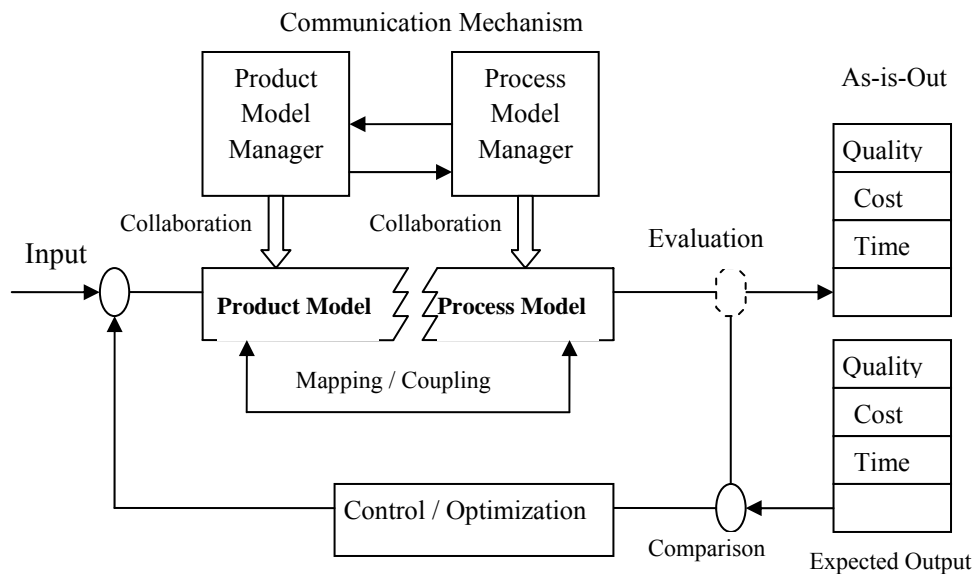 Communication Mechanism
Product
Model
Manager
Process
Model
Manager
As-is-Out
Quality
Cost
Time
Collaboration
Collaboration
Evaluation
Input
Product Model
Process Model
Mapping / Coupling
Quality
Cost
Time
Control / Optimization
Comparison
Expected Output